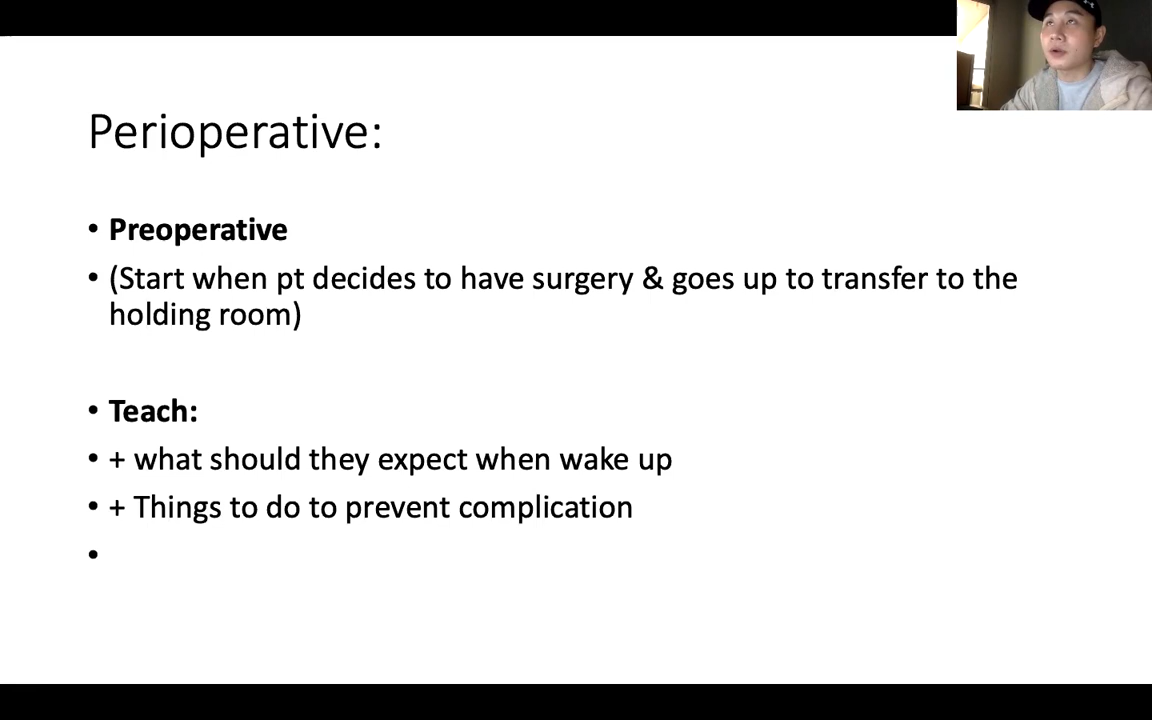 Perioperative:
• Preoperative
• (Start when pt decides to have surgery & goes up to transfer to the
holding room)
• Teach:
• + what should they expect when wake up
• + Things to do to prevent complication
•